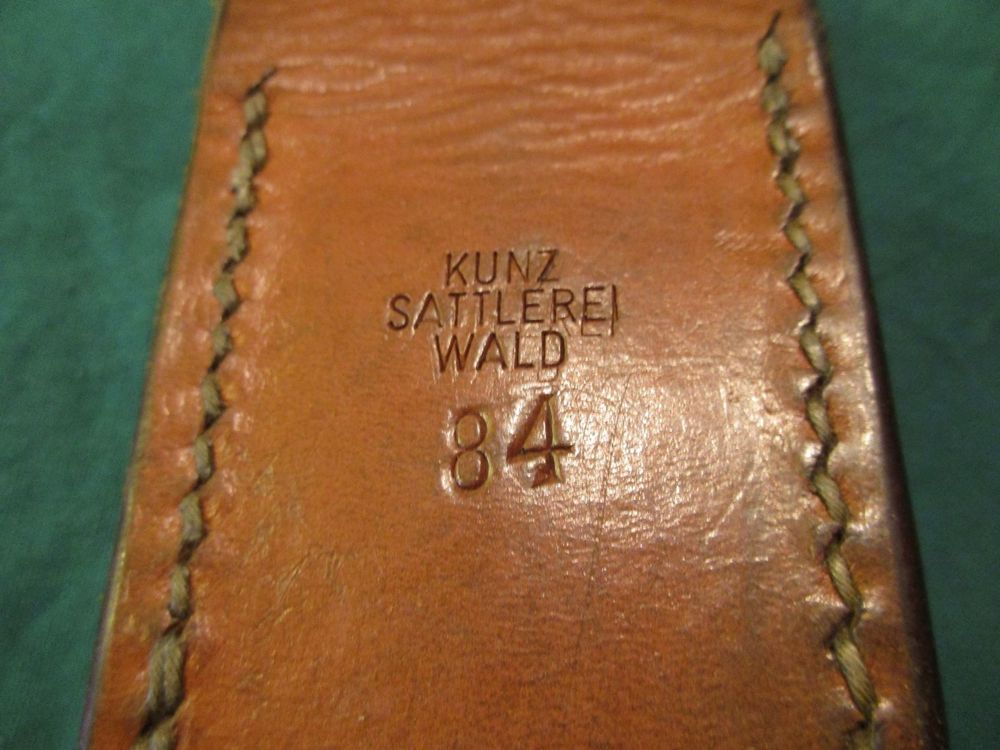 KUNZ
SATTLEREI
WALD
84